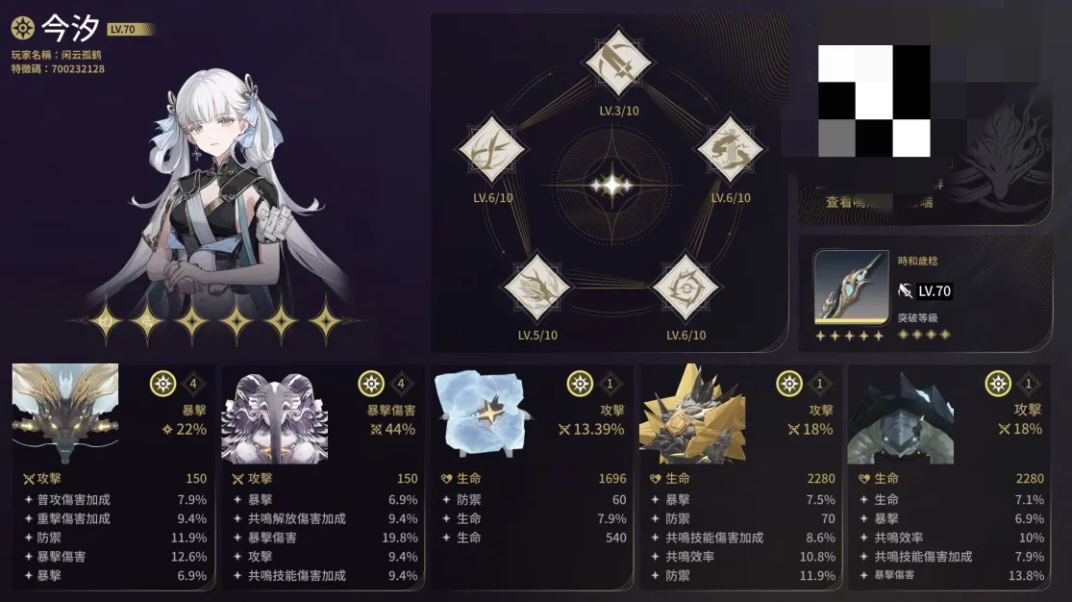 今汐 LV.70
玩家名稱：闲云孤鹤
特徵碼：700232128
LV.3/10
LV.6/10
LV.6/10
LV.5/10
LV.6/10
查看鳴
時和歲稔
LV.70
突破等級
4
暴擊
22%
攻擊 150
普攻傷害加成 7.9%
重擊傷害加成 9.4%
防禦 11.9%
暴擊傷害 12.6%
暴擊 6.9%
4
暴擊傷害
44%
攻擊 150
暴擊 6.9%
共鳴解放傷害加成 9.4%
暴擊傷害 19.8%
攻擊 9.4%
共鳴技能傷害加成 9.4%
1
攻擊
13.39%
生命 1696
防禦 60
生命 7.9%
生命 540
1
攻擊
18%
生命 2280
暴擊 7.5%
防禦 70
共鳴技能傷害加成 8.6%
共鳴效率 10.8%
防禦 11.9%
1
攻擊
18%
生命 2280
生命 7.1%
暴擊 6.9%
共鳴效率 10%
共鳴技能傷害加成 7.9%
暴擊傷害 13.8%